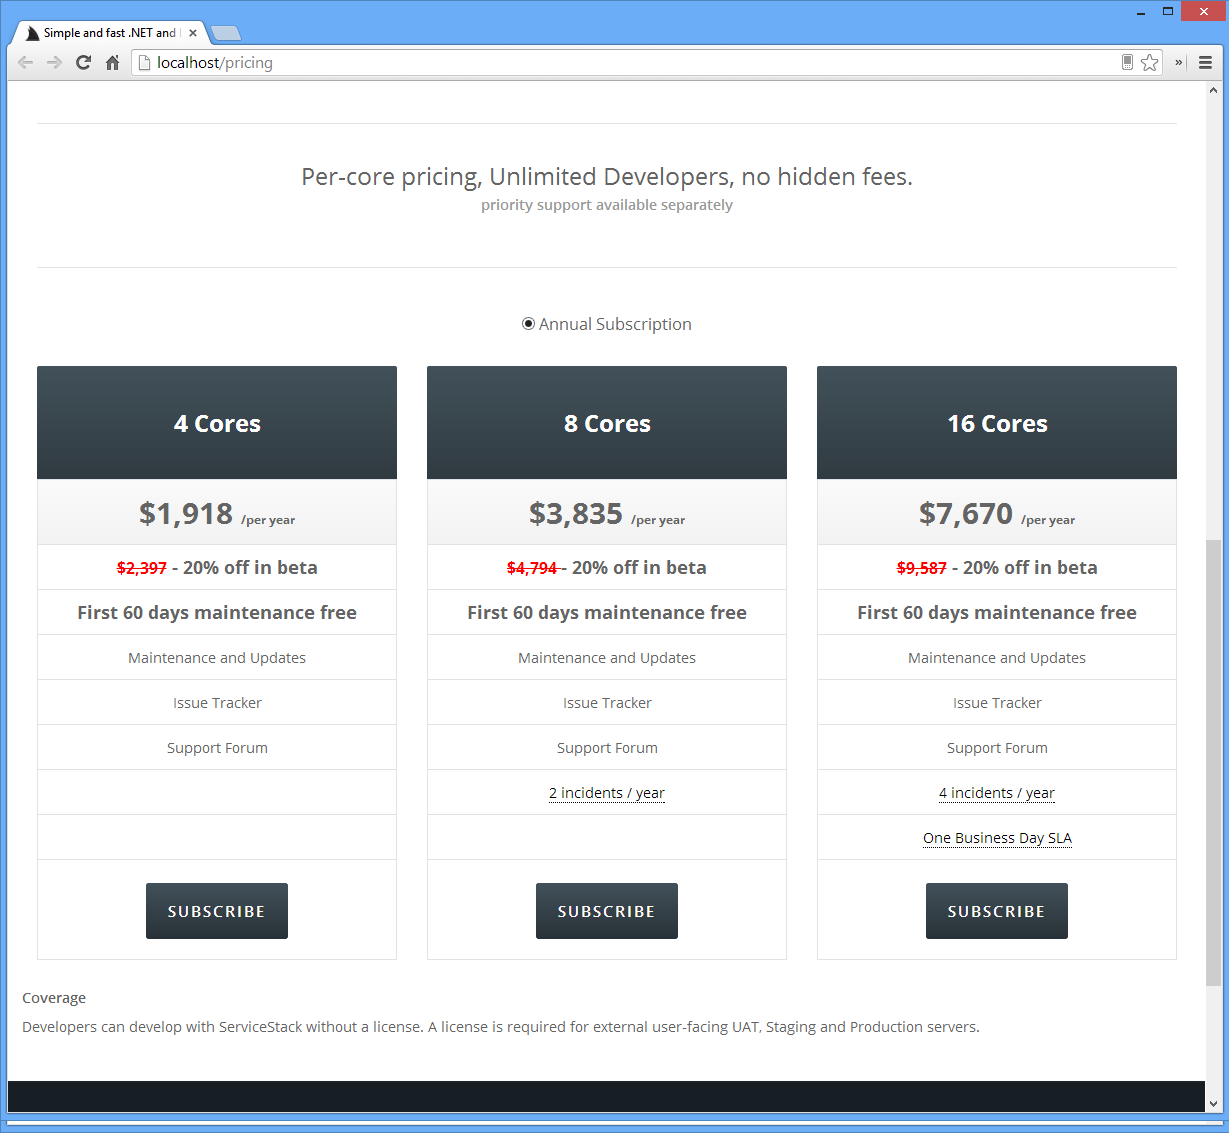 Simple and fast .NET and
localhost/pricing
Per-core pricing, Unlimited Developers, no hidden fees.
priority support available separately
Annual Subscription
4 Cores
$1,918 /per year
$2,397 - 20% off in beta
First 60 days maintenance free
Maintenance and Updates
Issue Tracker
Support Forum
SUBSCRIBE
8 Cores
$3,835 /per year
$4,794 - 20% off in beta
First 60 days maintenance free
Maintenance and Updates
Issue Tracker
Support Forum
2 incidents / year
SUBSCRIBE
16 Cores
$7,670 /per year
$9,587 - 20% off in beta
First 60 days maintenance free
Maintenance and Updates
Issue Tracker
Support Forum
4 incidents / year
One Business Day SLA
SUBSCRIBE
Coverage
Developers can develop with ServiceStack without a license. A license is required for external user-facing UAT, Staging and Production servers.